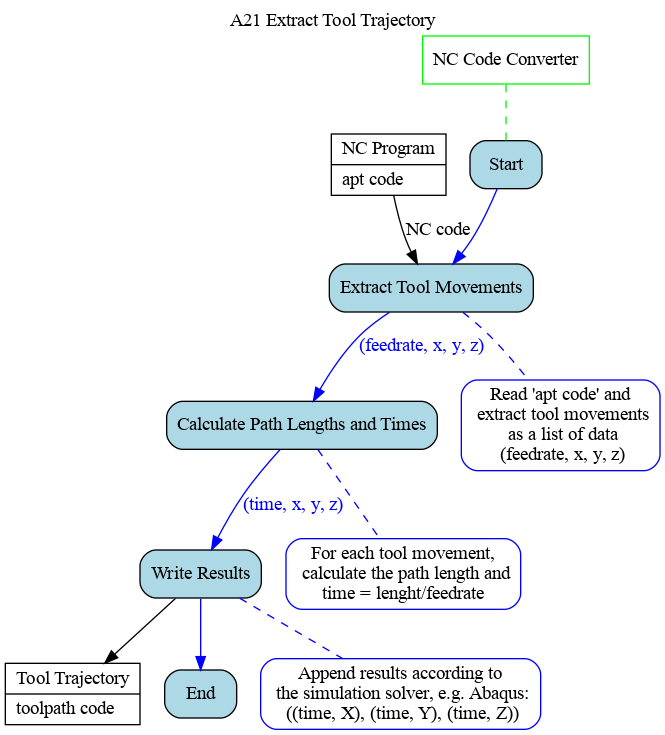 A21 Extract Tool Trajectory
NC Code Converter
NC Program
apt code
Start
NC code
Extract Tool Movements
(feedrate, x, y, z)
Read 'apt code' and
extract tool movements
as a list of data
(feedrate, x, y, z)
Calculate Path Lengths and Times
(time, x, y, z)
For each tool movement,
calculate the path length and
time = lenght/feedrate
Write Results
Tool Trajectory
toolpath code
End
Append results according to
the simulation solver, e.g. Abaqus:
((time, X), (time, Y), (time, Z))